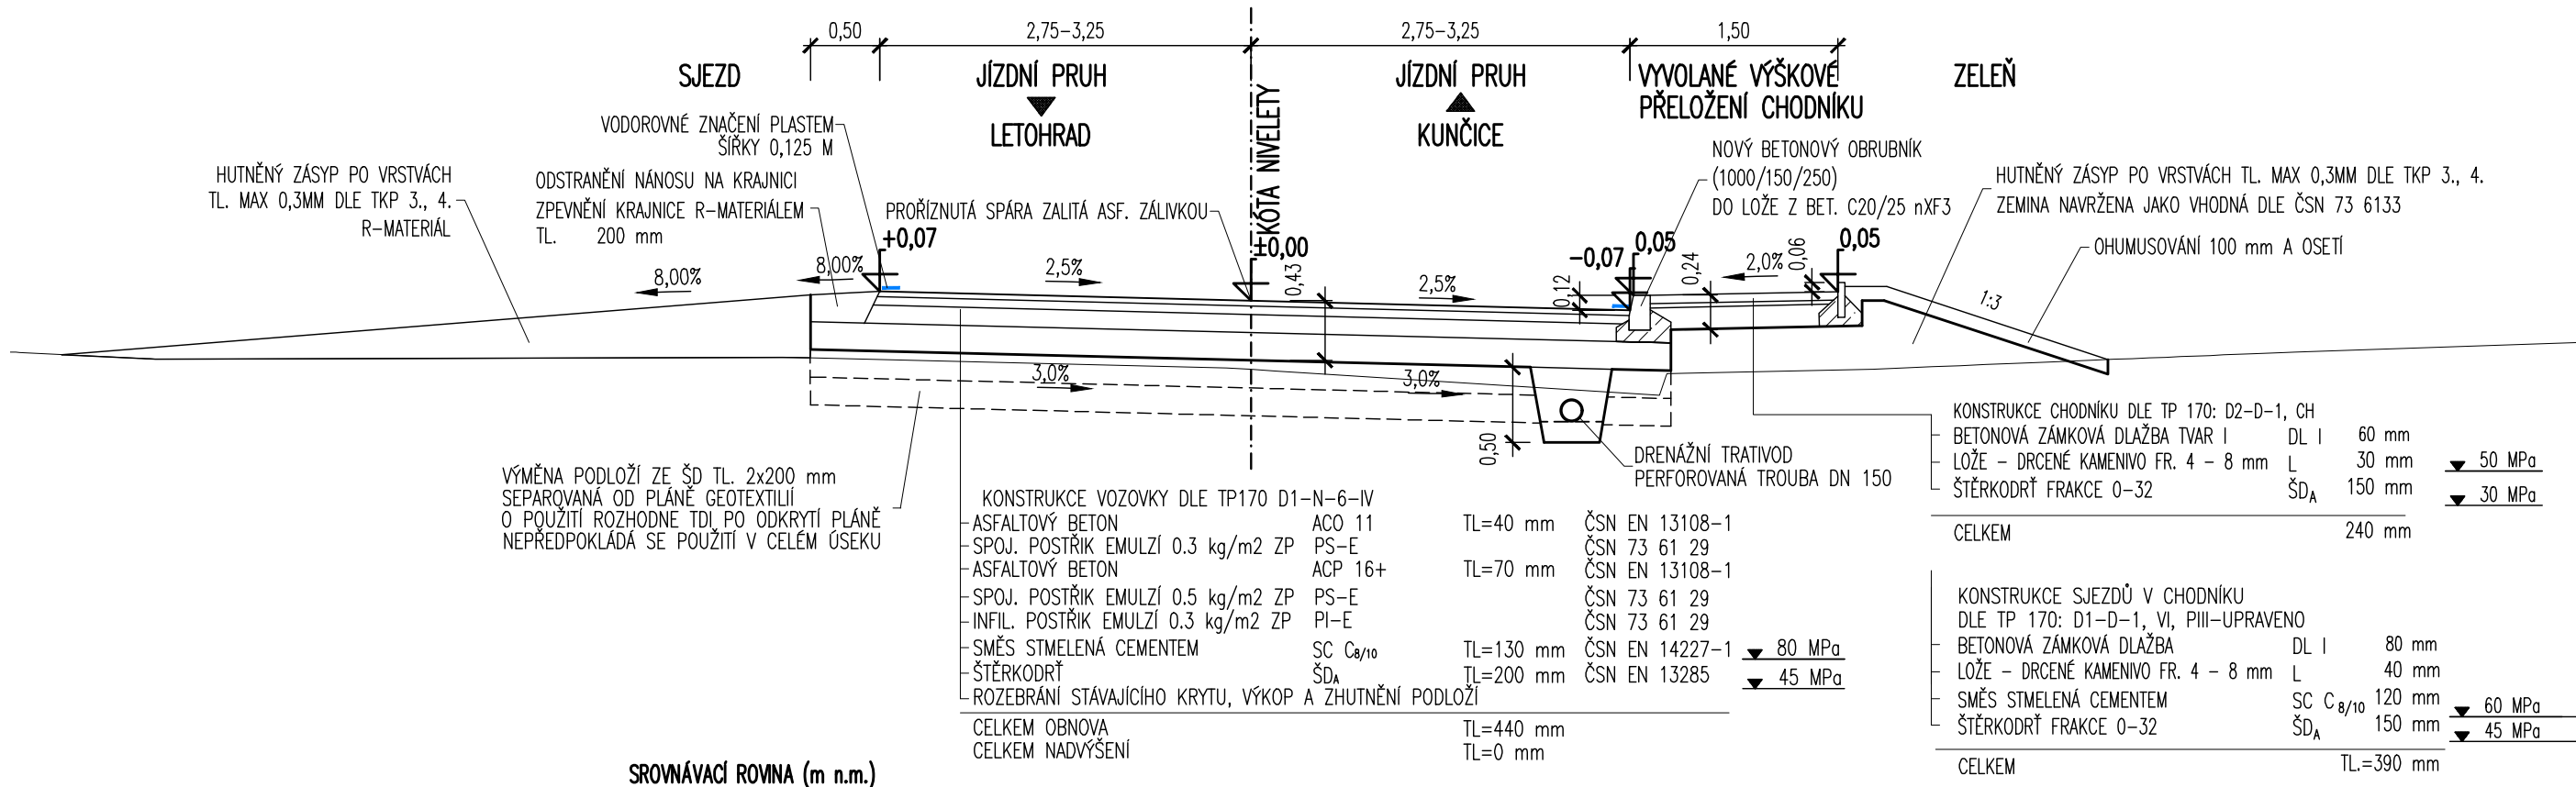 0,50 2,75-3,25 2,75-3,25 1,50
SJEZD
JÍZDNÍ PRUH
LETOHRAD
KÓTA NIVELETY
JÍZDNÍ PRUH
KUNČICE
VYVOLANÉ VÝŠKOVÉ
PŘELOŽENÍ CHODNÍKU
ZELEŇ
VODOROVNÉ ZNAČENÍ PLASTEM
ŠÍŘKY 0,125 M
HUTNĚNÝ ZÁSYP PO VRSTVÁCH
TL. MAX 0,3MM DLE TKP 3., 4.
R-MATERIÁL
ODSTRANĚNÍ NÁNOSU NA KRAJNICI
ZPEVNĚNÍ KRAJNICE R-MATERIÁLEM
TL. 200 mm
PROŘÍZNUTÁ SPÁRA ZALITÁ ASF. ZÁLIVKOU
NOVÝ BETONOVÝ OBRUBNÍK
(1000/150/250)
DO LOŽE Z BET. C20/25 nXF3
HUTNĚNÝ ZÁSYP PO VRSTVÁCH TL. MAX 0,3MM DLE TKP 3., 4.
ZEMINA NAVRŽENA JAKO VHODNÁ DLE ČSN 73 6133
OHUMUSOVÁNÍ 100 mm A OSETÍ
+0,07
±0,00
-0,07
0,05
0,05
8,00%
8,00%
2,5%
0,43
2,5%
0,12
0,24
2,0%
0,06
1:3
3,0%
3,0%
0,50
DRENÁŽNÍ TRATIVOD
PERFOROVANÁ TROUBA DN 150
VÝMĚNA PODLOŽÍ ZE ŠD TL. 2x200 mm
SEPAROVANÁ OD PLÁNĚ GEOTEXTILIÍ
O POUŽITÍ ROZHODNE TDI PO ODKRYTÍ PLÁNĚ
NEPŘEDPOKLÁDÁ SE POUŽITÍ V CELÉM ÚSEKU
KONSTRUKCE VOZOVKY DLE TP170 D1-N-6-IV
ASFALTOVÝ BETON ACO 11 TL=40 mm ČSN EN 13108-1
SPOJ. POSTŘIK EMULZÍ 0.3 kg/m2 ZP PS-E ČSN 73 61 29
ASFALTOVÝ BETON ACP 16+ TL=70 mm ČSN EN 13108-1
SPOJ. POSTŘIK EMULZÍ 0.5 kg/m2 ZP PS-E ČSN 73 61 29
INFIL. POSTŘIK EMULZÍ 0.3 kg/m2 ZP PI-E ČSN 73 61 29
SMĚS STMELENÁ CEMENTEM SC C8/10 TL=130 mm ČSN EN 14227-1 80 MPa
ŠTĚRKODRŤ ŠDA TL=200 mm ČSN EN 13285 45 MPa
ROZEBRÁNÍ STÁVAJÍCÍHO KRYTU, VÝKOP A ZHUTNĚNÍ PODLOŽÍ
CELKEM OBNOVA TL=440 mm
CELKEM NADVÝŠENÍ TL=0 mm
KONSTRUKCE CHODNÍKU DLE TP 170: D2-D-1, CH
BETONOVÁ ZÁMKOVÁ DLAŽBA TVAR I DL I 60 mm
LOŽE - DRCENÉ KAMENIVO FR. 4 - 8 mm L 30 mm 50 MPa
ŠTĚRKODRŤ FRAKCE 0-32 ŠDA 150 mm 30 MPa
CELKEM 240 mm
KONSTRUKCE SJEZDŮ V CHODNÍKU
DLE TP 170: D1-D-1, VI, PIII-UPRAVENO
BETONOVÁ ZÁMKOVÁ DLAŽBA DL I 80 mm
LOŽE - DRCENÉ KAMENIVO FR. 4 - 8 mm L 40 mm
SMĚS STMELENÁ CEMENTEM SC C8/10 120 mm 60 MPa
ŠTĚRKODRŤ FRAKCE 0-32 ŠDA 150 mm 45 MPa
CELKEM TL.=390 mm
SROVNÁVACÍ ROVINA (m n.m.)